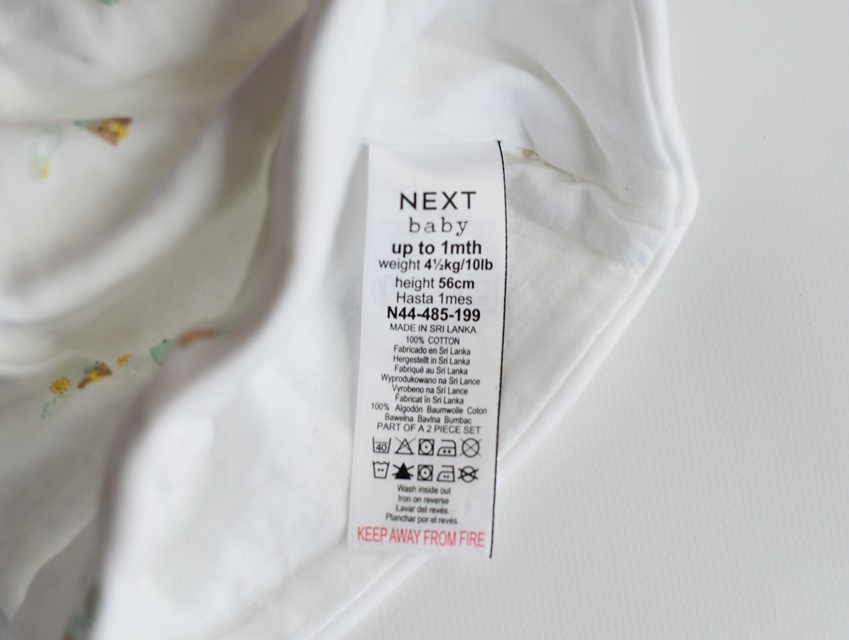 NEXT
baby
up to 1mth
weight 4½kg/10lb
height 56cm
Hasta 1mes
N44-485-199
MADE IN SRI LANKA
100% COTTON
Fabricado en Sri Lanka
Hergestellt in Sri Lanka
Fabriqué au Sri Lanka
Wyprodukowano na Sri Lance
Vyrobeno na Srí Lance
Fabricat în Sri Lanka
100% Algodón Baumwolle Coton
Bawełna Bavlna Bumbac
PART OF A 2 PIECE SET
40
Wash inside out
Iron on reverse
Lavar del revés.
Planchar por el revés.
KEEP AWAY FROM FIRE